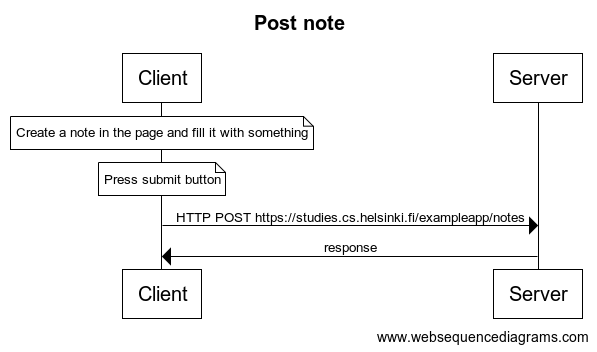 Post note
Client
Server
Create a note in the page and fill it with something
Press submit button
HTTP POST https://studies.cs.helsinki.fi/exampleapp/notes
response
Client
Server
www.websequencediagrams.com